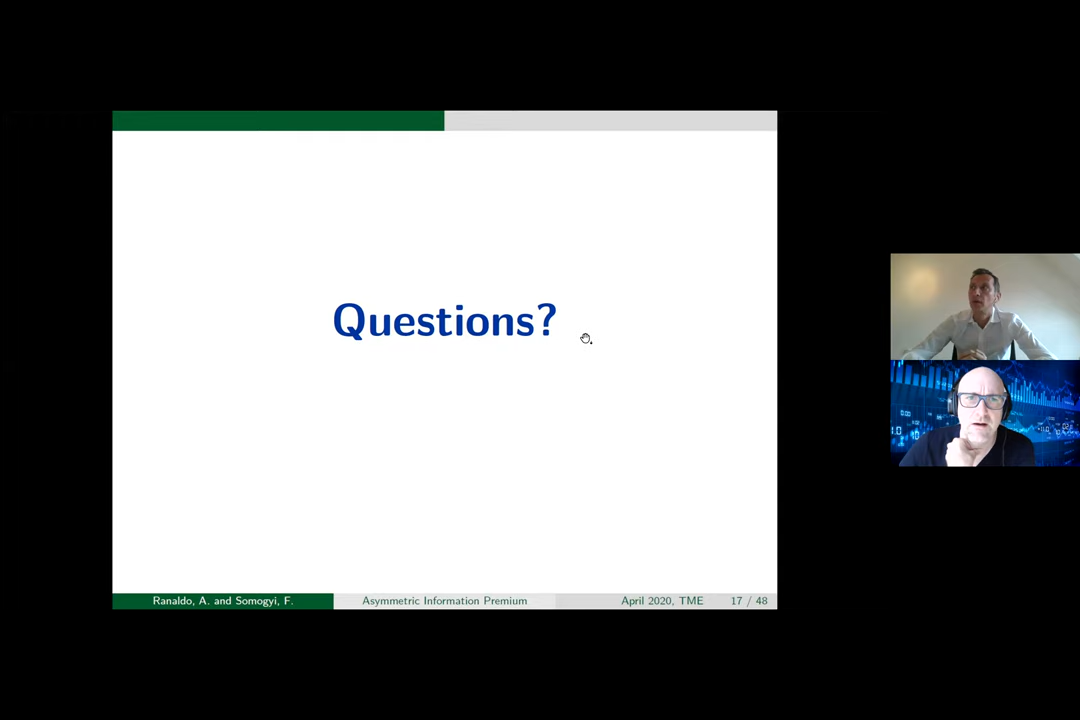 Questions?
Ranaldo, A. and Somogyi, F.
Asymmetric Information Premium
April 2020, TME
17 / 48